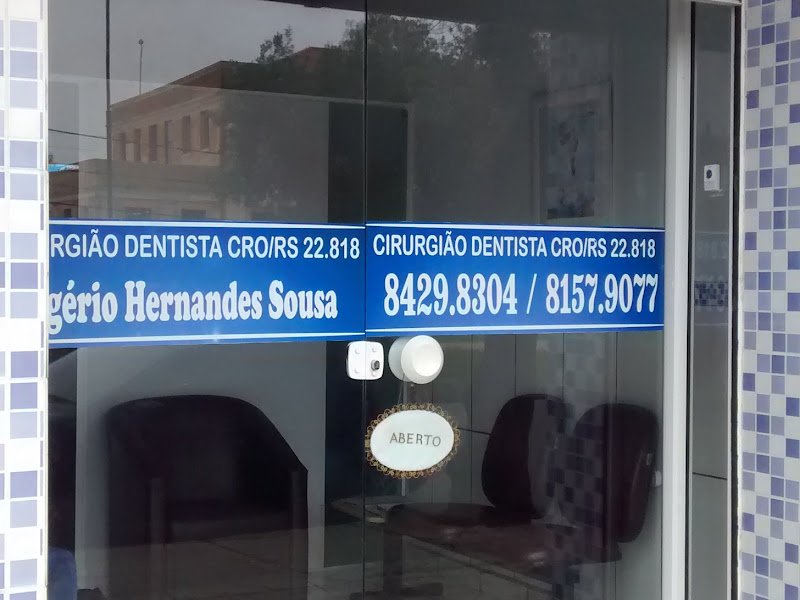 RGIÃO DENTISTA CRO/RS 22.818
gério Hernandes Sousa
CIRURGIÃO DENTISTA CRO/RS 22.818
8429.8304 / 8157.9077
ABERTO